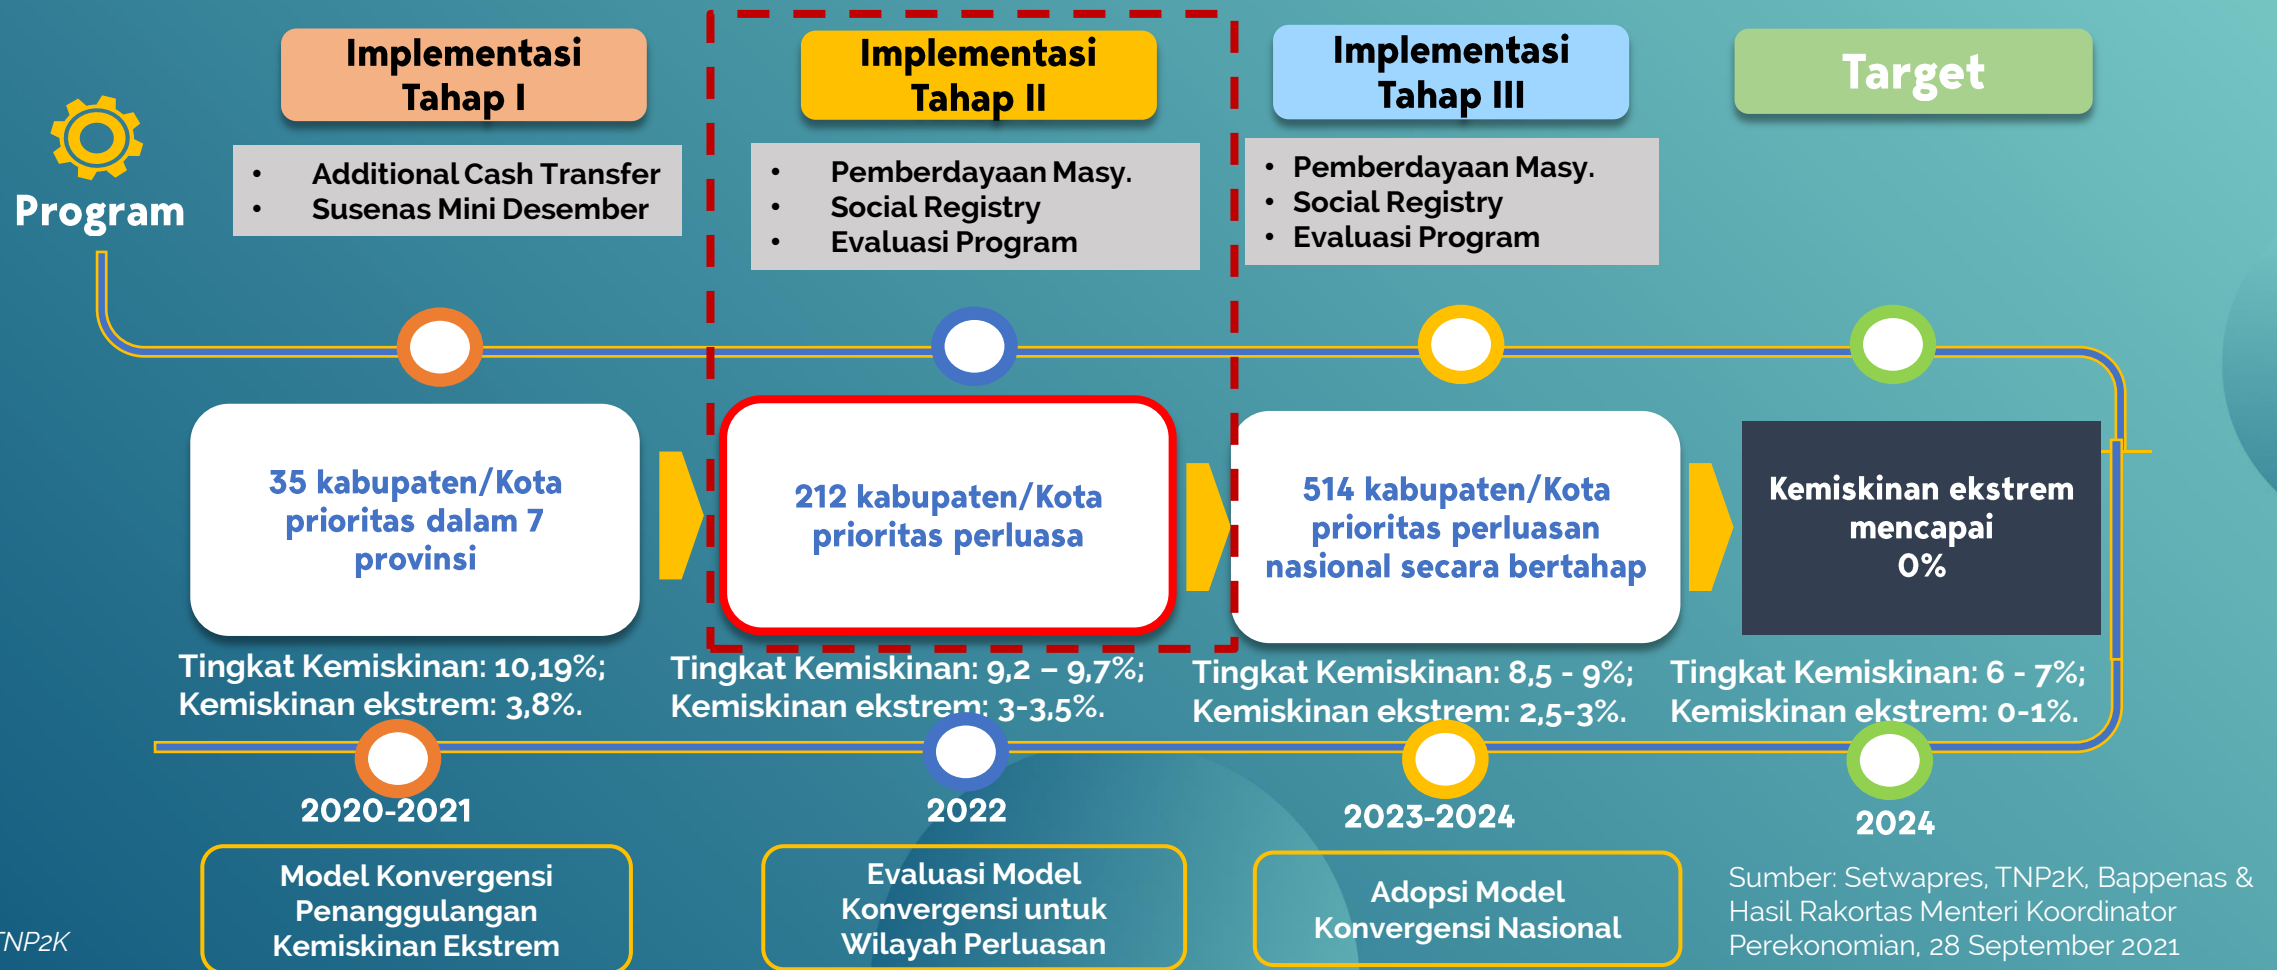 Program
Implementasi
Tahap I
• Additional Cash Transfer
• Susenas Mini Desember
Implementasi
Tahap II
• Pemberdayaan Masy.
• Social Registry
• Evaluasi Program
Implementasi
Tahap III
• Pemberdayaan Masy.
• Social Registry
• Evaluasi Program
Target
35 kabupaten/Kota
prioritas dalam 7
provinsi
212 kabupaten/Kota
prioritas perluasa
514 kabupaten/Kota
prioritas perluasan
nasional secara bertahap
Kemiskinan ekstrem
mencapai
0%
Tingkat Kemiskinan: 10,19%;
Kemiskinan ekstrem: 3,8%.
Tingkat Kemiskinan: 9,2 – 9,7%;
Kemiskinan ekstrem: 3-3,5%.
Tingkat Kemiskinan: 8,5 - 9%;
Kemiskinan ekstrem: 2,5-3%.
Tingkat Kemiskinan: 6 - 7%;
Kemiskinan ekstrem: 0-1%.
2020-2021
2022
2023-2024
2024
Model Konvergensi
Penanggulangan
Kemiskinan Ekstrem
Evaluasi Model
Konvergensi untuk
Wilayah Perluasan
Adopsi Model
Konvergensi Nasional
Sumber: Setwapres, TNP2K, Bappenas &
Hasil Rakortas Menteri Koordinator
Perekonomian, 28 September 2021
TNP2K